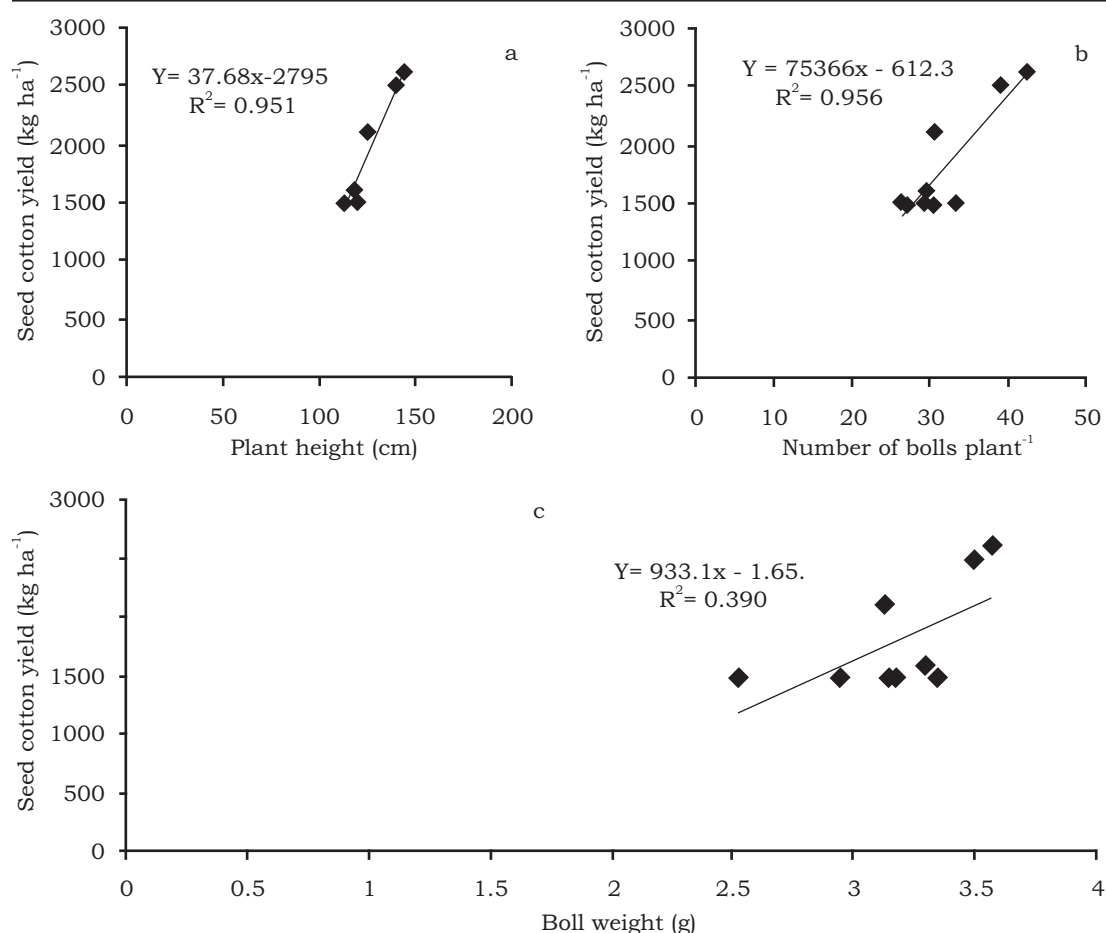 3000
2500
2000
1500
1000
500
0
Seed cotton yield (kg ha⁻¹)
Y= 37.68x-2795
R²= 0.951
a
0 50 100 150 200
Plant height (cm)
3000
2500
2000
1500
1000
500
0
Seed cotton yield (kg ha⁻¹)
Y = 75366x - 612.3
R²= 0.956
b
0 10 20 30 40 50
Number of bolls plant⁻¹
3000
1500
1000
500
0
Seed cotton yield (kg ha⁻¹)
c
Y= 933.1x - 1.65.
R²= 0.390
0 0.5 1 1.5 2 2.5 3 3.5 4
Boll weight (g)